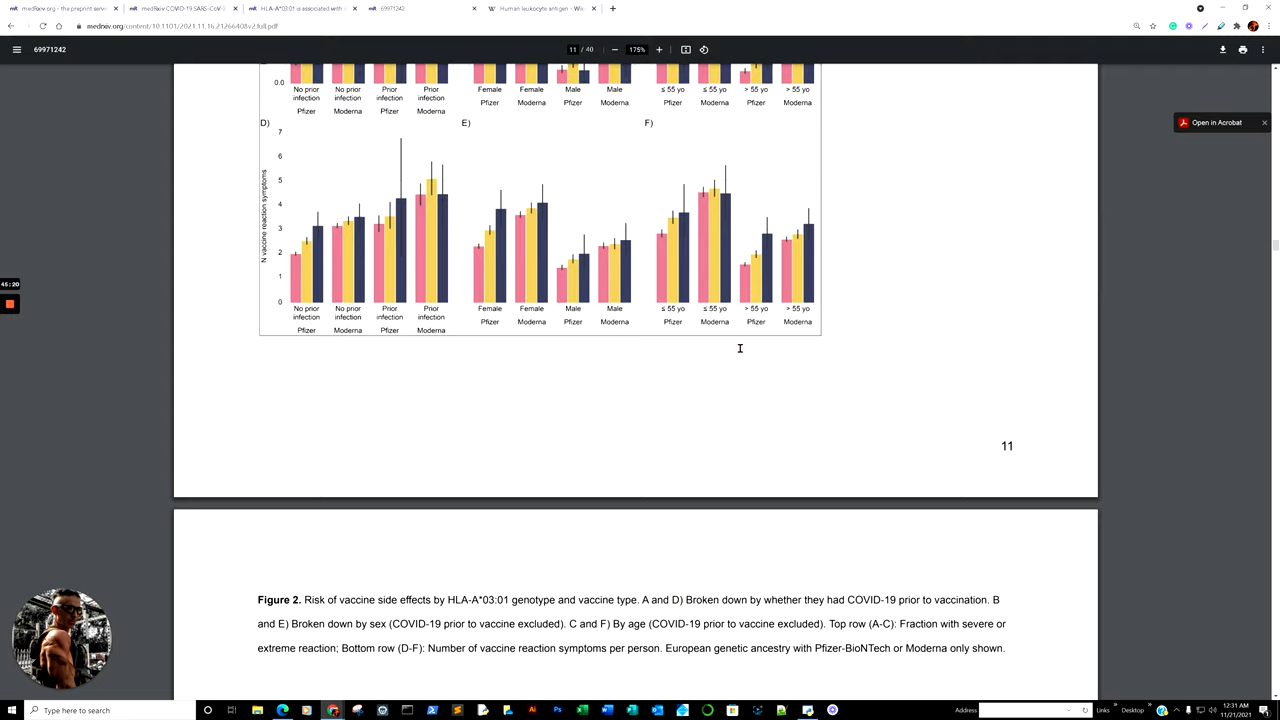 medRxiv.org - the preprint serve
medRxiv COVID-19 SARS-CoV-2
HLA-A*03:01 is associated with
69971242
Human leukocyte antigen - Wiki
medrxiv.org/content/10.1101/2021.11.16.21266408v2.full.pdf
69971242
11 / 40
175%
Open in Acrobat
0.0
No prior infection Pfizer
No prior infection Moderna
Prior infection Pfizer
Prior infection Moderna
Female Pfizer
Female Moderna
Male Pfizer
Male Moderna
≤ 55 yo Pfizer
≤ 55 yo Moderna
> 55 yo Pfizer
> 55 yo Moderna
D)
E)
F)
N vaccine reaction symptoms
7
6
5
4
3
2
1
0
No prior infection Pfizer
No prior infection Moderna
Prior infection Pfizer
Prior infection Moderna
Female Pfizer
Female Moderna
Male Pfizer
Male Moderna
≤ 55 yo Pfizer
≤ 55 yo Moderna
> 55 yo Pfizer
> 55 yo Moderna
45:20
11
Figure 2. Risk of vaccine side effects by HLA-A*03:01 genotype and vaccine type. A and D) Broken down by whether they had COVID-19 prior to vaccination. B
and E) Broken down by sex (COVID-19 prior to vaccine excluded). C and F) By age (COVID-19 prior to vaccine excluded). Top row (A-C): Fraction with severe or
extreme reaction; Bottom row (D-F): Number of vaccine reaction symptoms per person. European genetic ancestry with Pfizer-BioNTech or Moderna only shown.
Type here to search
Address
Links
Desktop
12:31 AM
11/21/2021